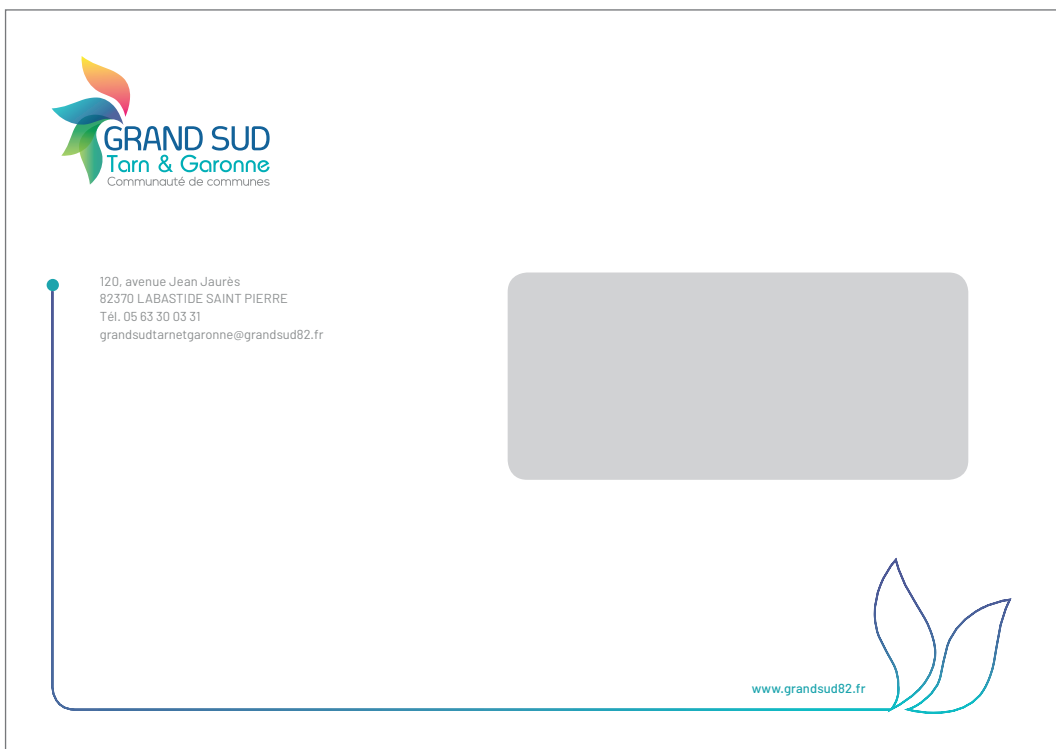 GRAND SUD
Tarn & Garonne
Communauté de communes
120, avenue Jean Jaurès
82370 LABASTIDE SAINT PIERRE
Tél. 05 63 30 03 31
grandsudtarnetgaronne@grandsud82.fr
www.grandsud82.fr